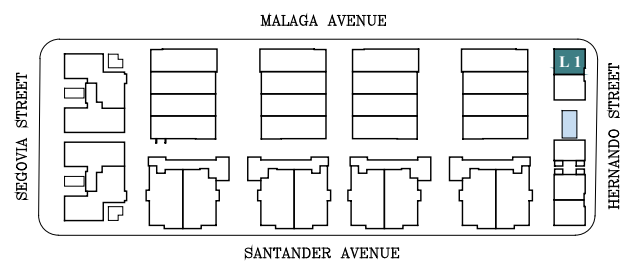 MALAGA AVENUE
SEGOVIA STREET
L 1
HERNANDO STREET
SANTANDER AVENUE